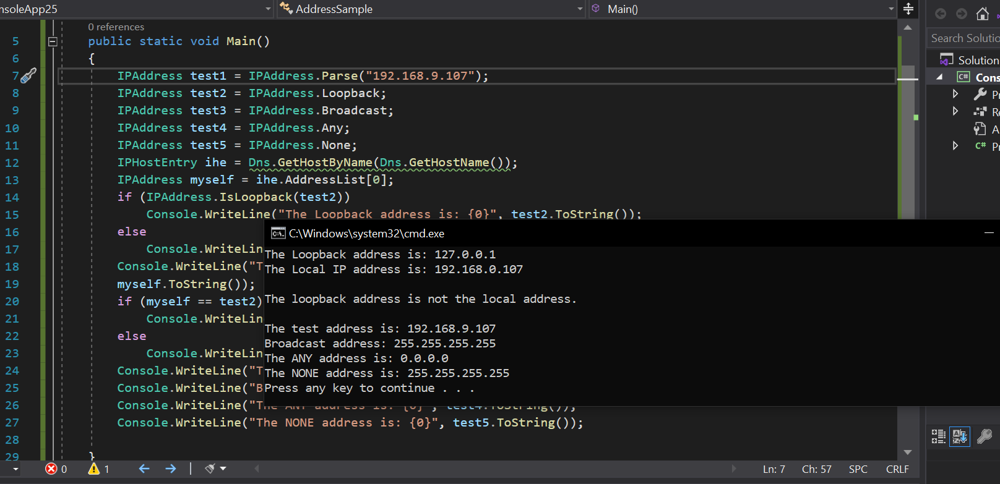 nsoleApp25
AddressSample
Main()
0 references
5 public static void Main()
6 {
7 IPAddress test1 = IPAddress.Parse("192.168.9.107");
8 IPAddress test2 = IPAddress.Loopback;
9 IPAddress test3 = IPAddress.Broadcast;
10 IPAddress test4 = IPAddress.Any;
11 IPAddress test5 = IPAddress.None;
12 IPHostEntry ihe = Dns.GetHostByName(Dns.GetHostName());
13 IPAddress myself = ihe.AddressList[0];
14 if (IPAddress.IsLoopback(test2))
15 Console.WriteLine("The Loopback address is: {0}", test2.ToString());
16 else
17 Console.WriteLin
18 Console.WriteLine("T
19 myself.ToString());
20 if (myself == test2)
21 Console.WriteLin
22 else
23 Console.WriteLin
24 Console.WriteLine("T
25 Console.WriteLine("B
26 Console.WriteLine("The ANY address is: {0}", test4.ToString());
27 Console.WriteLine("The NONE address is: {0}", test5.ToString());
28
29 }
C:\Windows\system32\cmd.exe
The Loopback address is: 127.0.0.1
The Local IP address is: 192.168.0.107
The loopback address is not the local address.
The test address is: 192.168.9.107
Broadcast address: 255.255.255.255
The ANY address is: 0.0.0.0
The NONE address is: 255.255.255.255
Press any key to continue . . .
Search Solutio
Solution
C# Cons
Pr
Re
A
C# Pr
0
1
Ln: 7
Ch: 57
SPC
CRLF